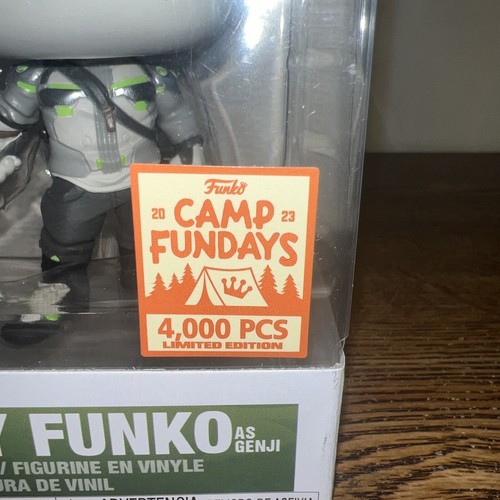 Funko
20 CAMP 23
FUNDAYS
4,000 PCS
LIMITED EDITION
Y FUNKO AS
GENJI
/ FIGURINE EN VINYLE
URA DE VINIL
ADVERTENCIA